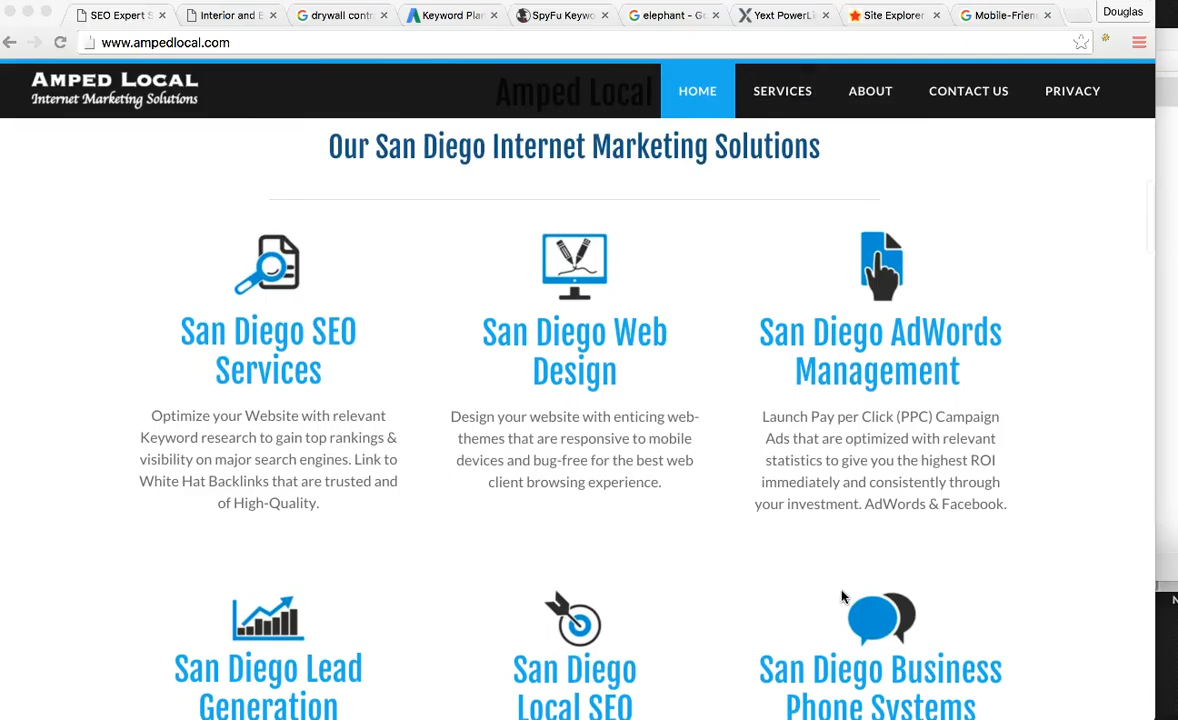 SEO Expert S
Interior and E
drywall contr
Keyword Plan
SpyFu Keywo
elephant - Go
Yext PowerLi
Site Explorer
Mobile-Frien
Douglas
www.ampedlocal.com
AMPED LOCAL
Internet Marketing Solutions
Amped Local
HOME
SERVICES
ABOUT
CONTACT US
PRIVACY
Our San Diego Internet Marketing Solutions
San Diego SEO
Services
Optimize your Website with relevant
Keyword research to gain top rankings &
visibility on major search engines. Link to
White Hat Backlinks that are trusted and
of High-Quality.
San Diego Web
Design
Design your website with enticing web-
themes that are responsive to mobile
devices and bug-free for the best web
client browsing experience.
San Diego AdWords
Management
Launch Pay per Click (PPC) Campaign
Ads that are optimized with relevant
statistics to give you the highest ROI
immediately and consistently through
your investment. AdWords & Facebook.
San Diego Lead
Generation
San Diego
Local SEO
San Diego Business
Phone Systems